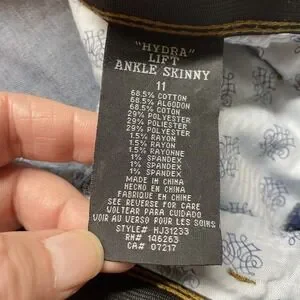 "HYDRA"
LIFT
ANKLE SKINNY
11
68.5% COTTON
68.5% ALGODON
68.5% COTON
29% POLYESTER
29% POLIESTER
29% POLYESTER
1.5% RAYON
1.5% RAYON
1.5% RAYONNE
1% SPANDEX
1% SPANDEX
1% SPANDEX
MADE IN CHINA
HECHO EN CHINA
FABRIQUE EN CHINE
SEE REVERSE FOR CARE
VOLTEAR PARA CUIDADO
VOIR AU VERSO POUR LES SOINS
STYLE# HJ31233
RN# 146263
CA# 07217